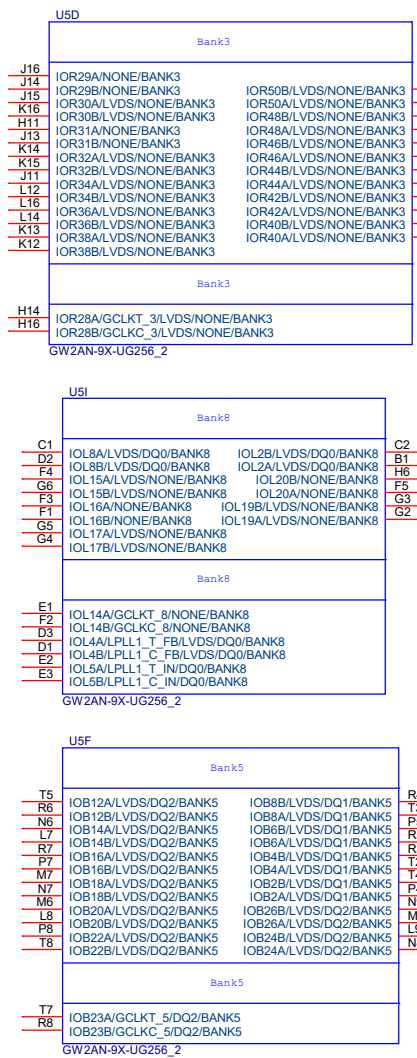 U5D
Bank3
J16 IOR29A/NONE/BANK3
J14 IOR29B/NONE/BANK3 IOR50B/LVDS/NONE/BANK3
J15 IOR30A/LVDS/NONE/BANK3 IOR50A/LVDS/NONE/BANK3
K16 IOR30B/LVDS/NONE/BANK3 IOR48B/LVDS/NONE/BANK3
H11 IOR31A/NONE/BANK3 IOR48A/LVDS/NONE/BANK3
J13 IOR31B/NONE/BANK3 IOR46B/LVDS/NONE/BANK3
K14 IOR32A/LVDS/NONE/BANK3 IOR46A/LVDS/NONE/BANK3
K15 IOR32B/LVDS/NONE/BANK3 IOR44B/LVDS/NONE/BANK3
J11 IOR34A/LVDS/NONE/BANK3 IOR44A/LVDS/NONE/BANK3
L12 IOR34B/LVDS/NONE/BANK3 IOR42B/LVDS/NONE/BANK3
L16 IOR36A/LVDS/NONE/BANK3 IOR42A/LVDS/NONE/BANK3
L14 IOR36B/LVDS/NONE/BANK3 IOR40B/LVDS/NONE/BANK3
K13 IOR38A/LVDS/NONE/BANK3 IOR40A/LVDS/NONE/BANK3
K12 IOR38B/LVDS/NONE/BANK3
Bank3
H14 IOR28A/GCLKT_3/LVDS/NONE/BANK3
H16 IOR28B/GCLKC_3/LVDS/NONE/BANK3
GW2AN-9X-UG256_2
U5I
Bank8
C1 IOL8A/LVDS/DQ0/BANK8 IOL2B/LVDS/DQ0/BANK8 C2
D2 IOL8B/LVDS/DQ0/BANK8 IOL2A/LVDS/DQ0/BANK8 B1
F4 IOL15A/LVDS/NONE/BANK8 IOL20B/NONE/BANK8 H6
G6 IOL15B/LVDS/NONE/BANK8 IOL20A/NONE/BANK8 F5
F3 IOL16A/NONE/BANK8 IOL19B/LVDS/NONE/BANK8 G3
F1 IOL16B/NONE/BANK8 IOL19A/LVDS/NONE/BANK8 G2
G5 IOL17A/LVDS/NONE/BANK8
G4 IOL17B/LVDS/NONE/BANK8
Bank8
E1 IOL14A/GCLKT_8/NONE/BANK8
F2 IOL14B/GCLKC_8/NONE/BANK8
D3 IOL4A/LPLL1_T_FB/LVDS/DQ0/BANK8
D1 IOL4B/LPLL1_C_FB/LVDS/DQ0/BANK8
E2 IOL5A/LPLL1_T_IN/DQ0/BANK8
E3 IOL5B/LPLL1_C_IN/DQ0/BANK8
GW2AN-9X-UG256_2
U5F
Bank5
T5 IOB12A/LVDS/DQ2/BANK5 IOB8B/LVDS/DQ1/BANK5
R6 IOB12B/LVDS/DQ2/BANK5 IOB8A/LVDS/DQ1/BANK5
N6 IOB14A/LVDS/DQ2/BANK5 IOB6B/LVDS/DQ1/BANK5
L7 IOB14B/LVDS/DQ2/BANK5 IOB6A/LVDS/DQ1/BANK5
R7 IOB16A/LVDS/DQ2/BANK5 IOB4B/LVDS/DQ1/BANK5
P7 IOB16B/LVDS/DQ2/BANK5 IOB4A/LVDS/DQ1/BANK5
M7 IOB18A/LVDS/DQ2/BANK5 IOB2B/LVDS/DQ1/BANK5
N7 IOB18B/LVDS/DQ2/BANK5 IOB2A/LVDS/DQ1/BANK5
M6 IOB20A/LVDS/DQ2/BANK5 IOB26B/LVDS/DQ2/BANK5
L8 IOB20B/LVDS/DQ2/BANK5 IOB26A/LVDS/DQ2/BANK5
P8 IOB22A/LVDS/DQ2/BANK5 IOB24B/LVDS/DQ2/BANK5
T8 IOB22B/LVDS/DQ2/BANK5 IOB24A/LVDS/DQ2/BANK5
Bank5
T7 IOB23A/GCLKT_5/DQ2/BANK5
R8 IOB23B/GCLKC_5/DQ2/BANK5
GW2AN-9X-UG256_2